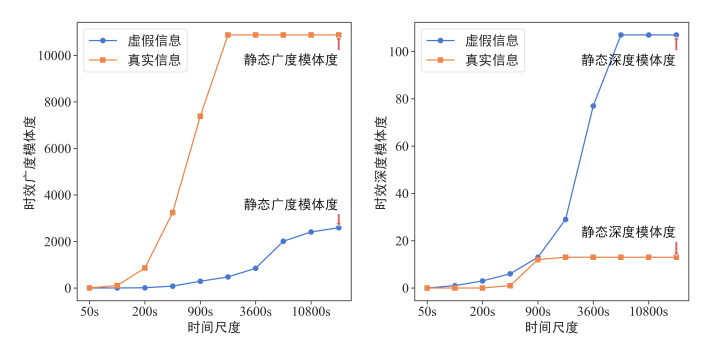 虚假信息
真实信息
静态广度模体度
静态广度模体度
时效广度模体度
10000
8000
6000
4000
2000
0
50s
200s
900s
3600s
10800s
时间尺度
虚假信息
真实信息
静态深度模体度
静态深度模体度
时效深度模体度
100
80
60
40
20
0
50s
200s
900s
3600s
10800s
时间尺度